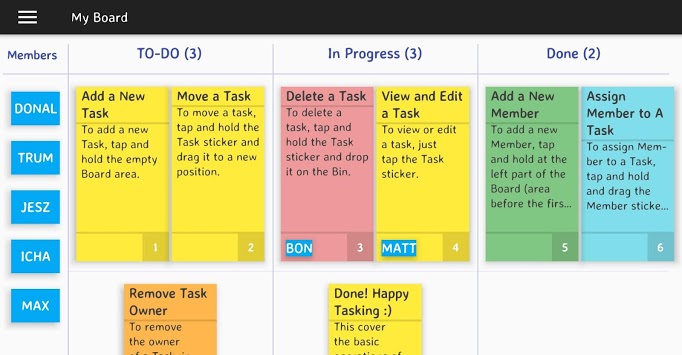 My Board
Members
TO-DO (3)
In Progress (3)
Done (2)
DONAL
TRUM
JESZ
ICHA
MAX
Add a New
Task
To add a new
Task, tap and
hold the empty
Board area.
1
Move a Task
To move a task,
tap and hold the
Task sticker and
drag it to a new
position.
2
Delete a Task
To delete a
task, tap and
hold the Task
sticker and drop
it on the Bin.
BON
3
View and Edit
a Task
To view or edit
a task, just
tap the Task
sticker.
MATT
4
Add a New
Member
To add a new
Member, tap
and hold at the
left part of the
Board (area
before the firs...
5
Assign
Member to A
Task
To assign Mem-
ber to a Task,
tap and hold
and drag the
Member sticke...
6
Remove Task
Owner
To remove
the owner
of a Task is
Done! Happy
Tasking :)
This cover
the basic
operations of